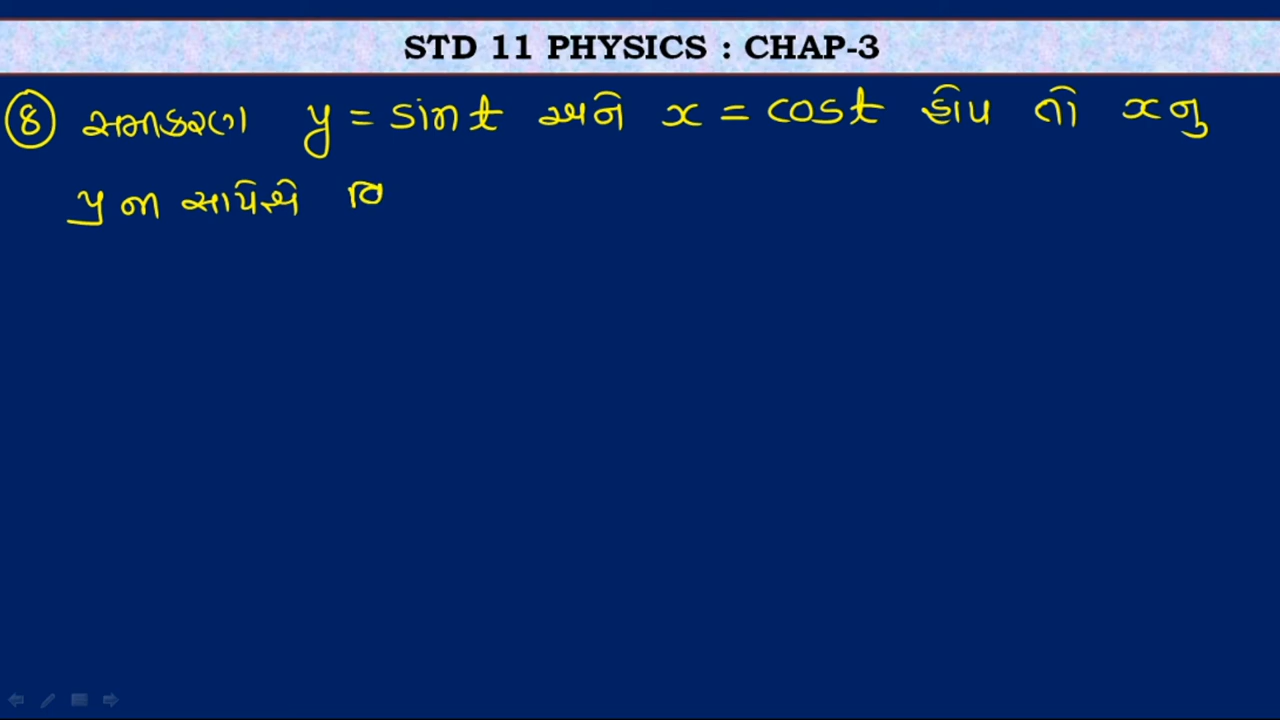 STD 11 PHYSICS : CHAP-3
(8) સમીકરણ y = sin t અને x = cos t હોય તો x નુ
y ના સાપેક્ષે વિ